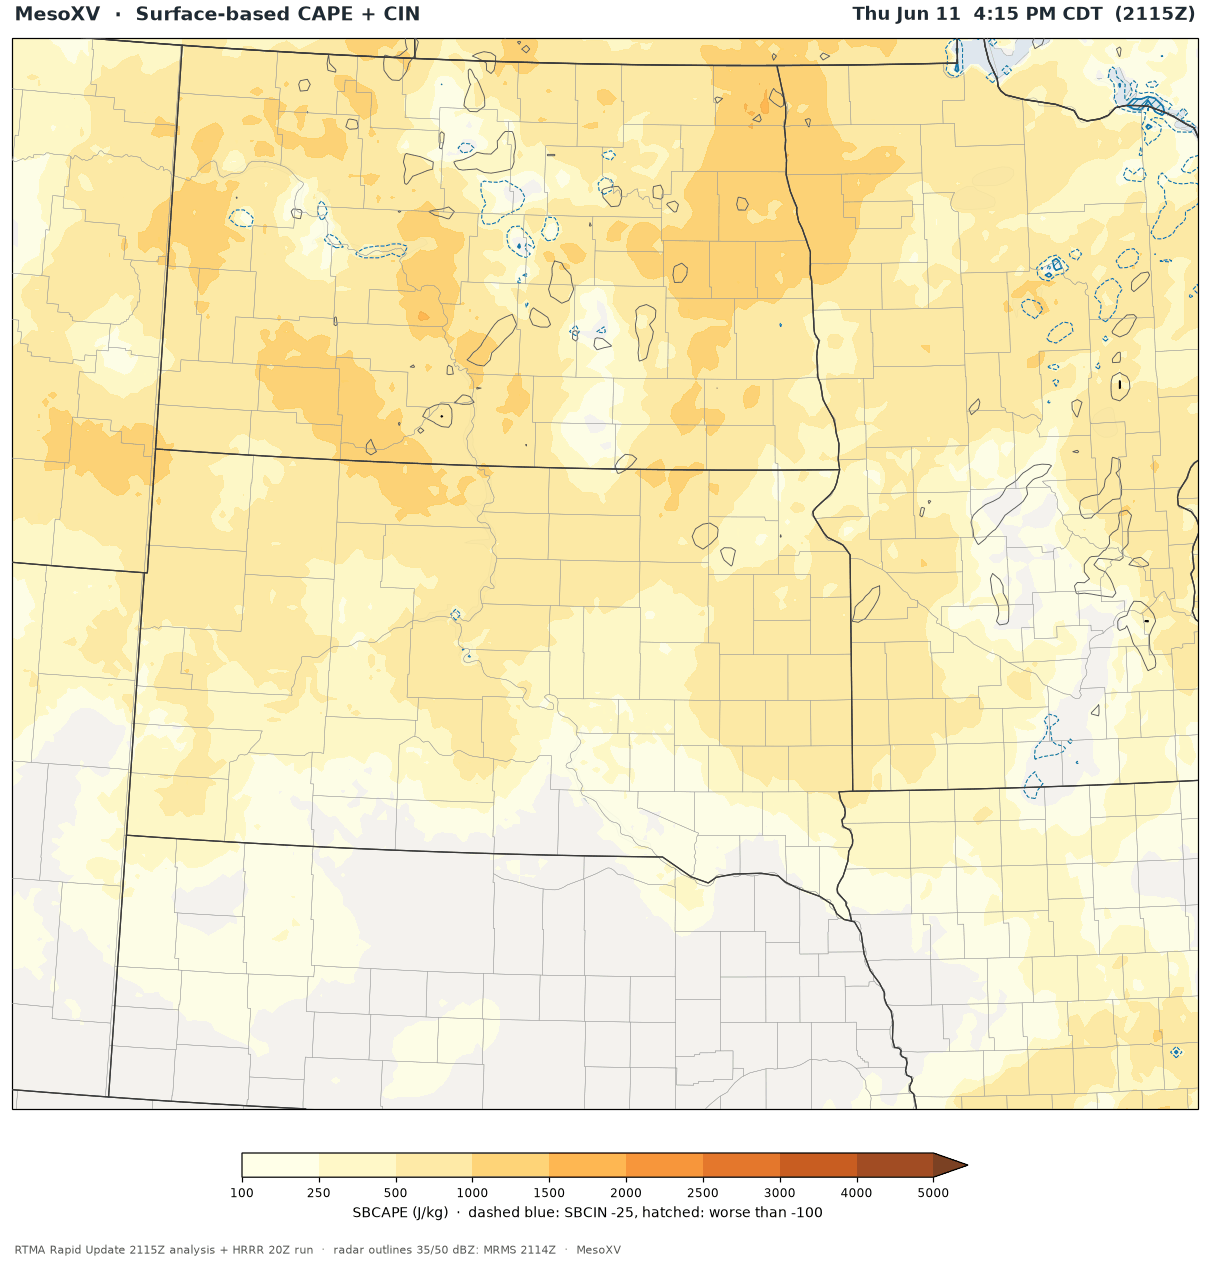 MesoXV · Surface-based CAPE + CIN
Thu Jun 11 4:15 PM CDT (2115Z)
100 250 500 1000 1500 2000 2500 3000 4000 5000
SBCAPE (J/kg) · dashed blue: SBCIN -25, hatched: worse than -100
RTMA Rapid Update 2115Z analysis + HRRR 20Z run · radar outlines 35/50 dBZ: MRMS 2114Z · MesoXV